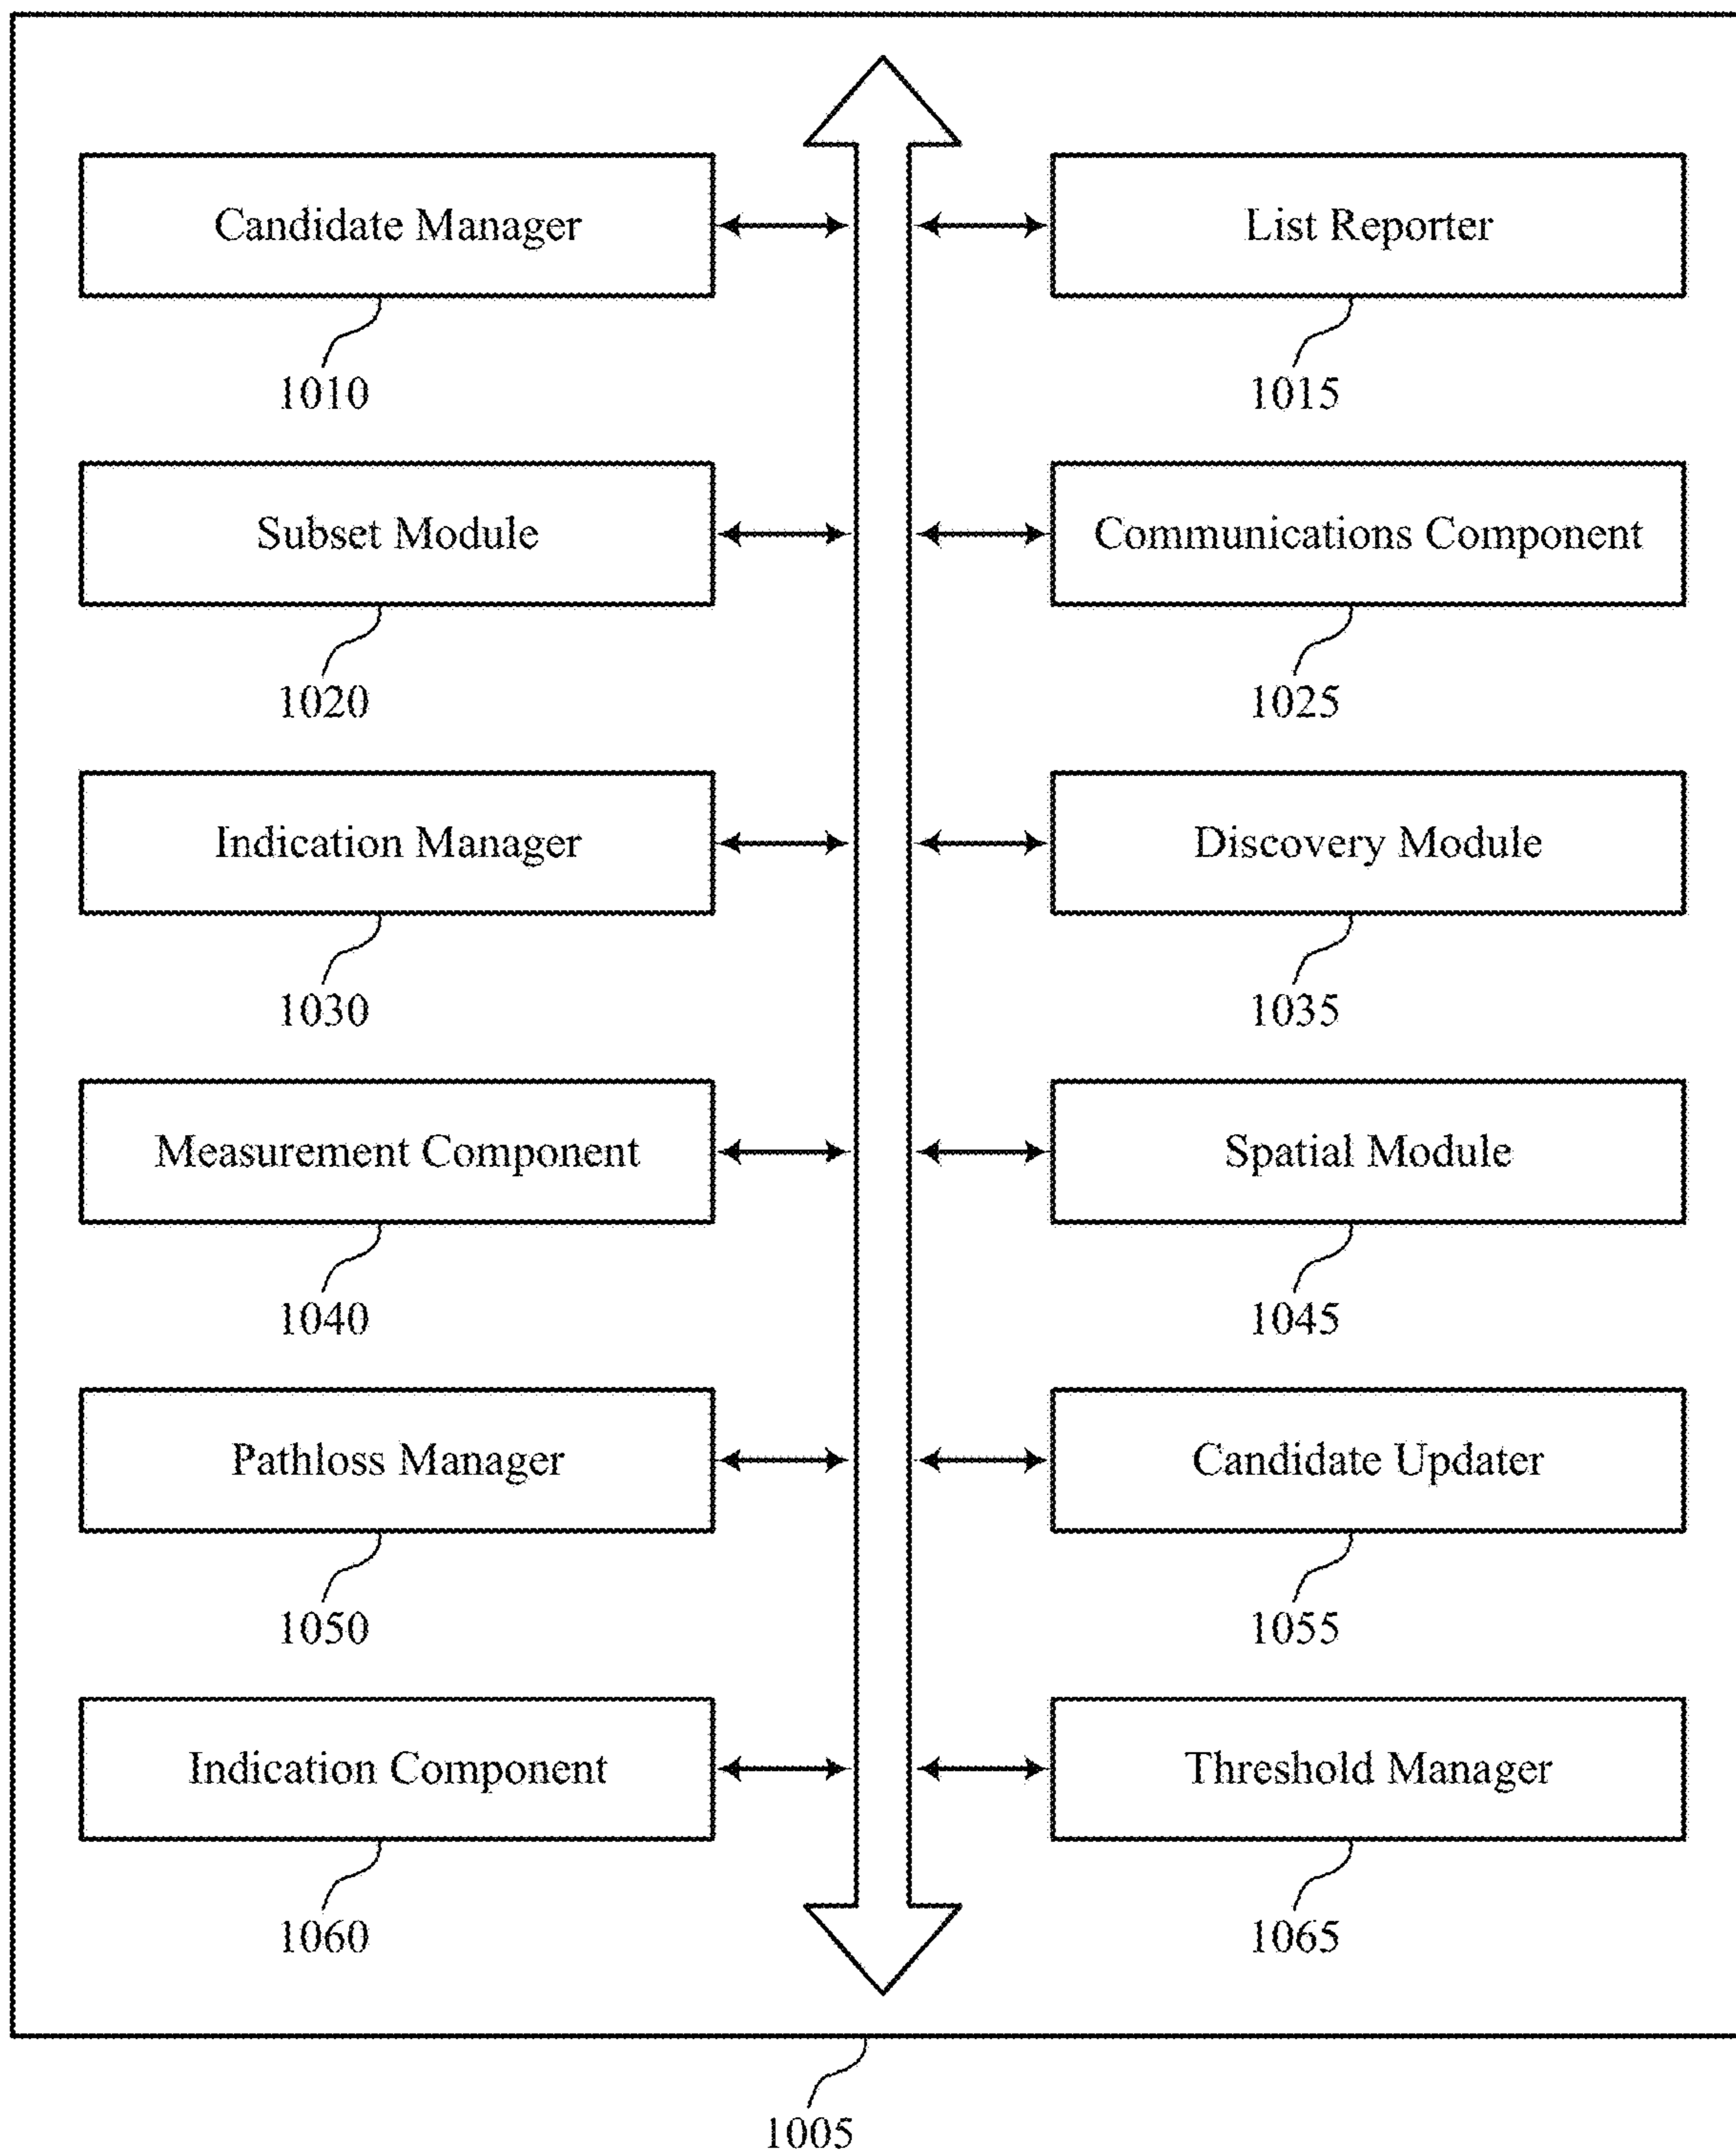 Candidate Manager
List Reporter
1010
1015
Subset Module
Communications Component
1020
1025
Indication Manager
Discovery Module
1030
1035
Measurement Component
Spatial Module
1040
1045
Pathloss Manager
Candidate Updater
1050
1055
Indication Component
Threshold Manager
1060
1065
1005